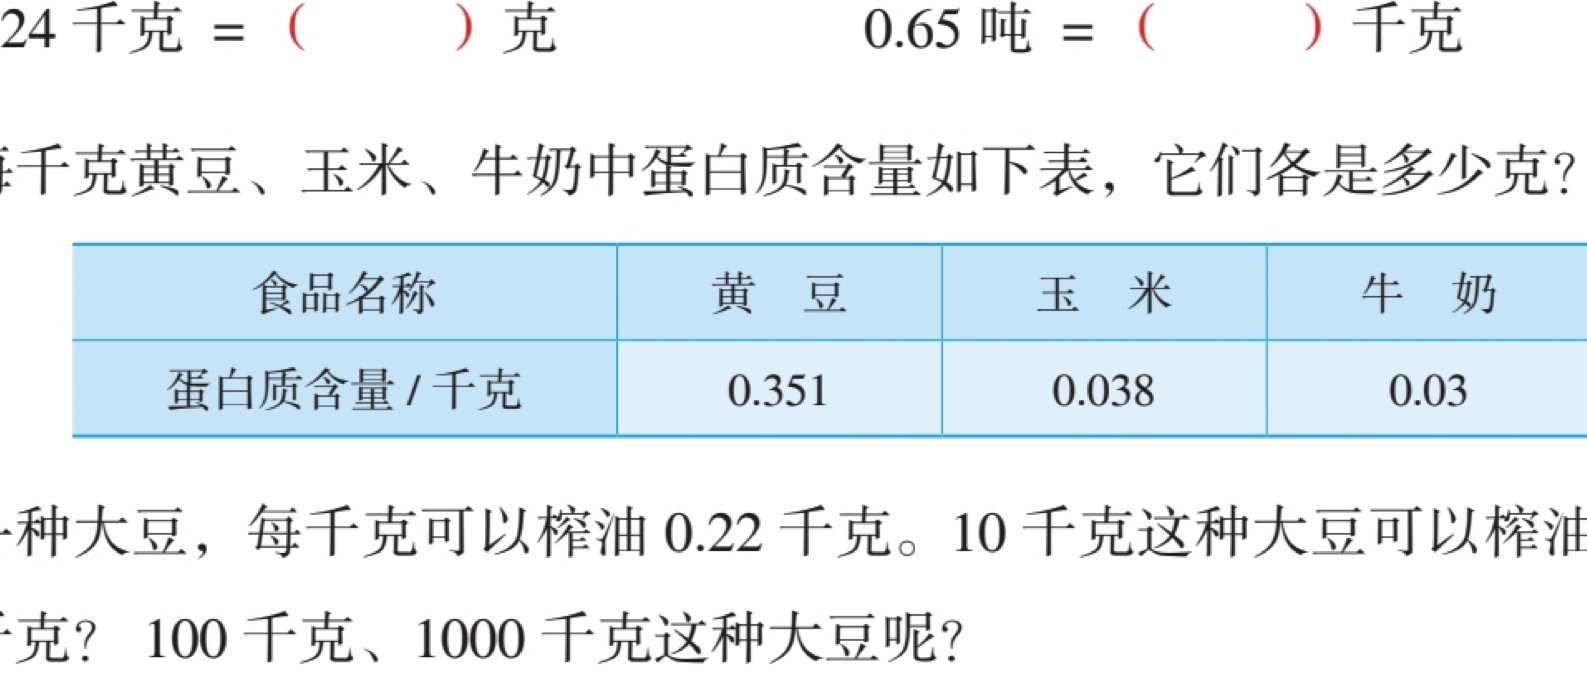 24 千克 = (  ) 克  0.65 吨 = (  ) 千克
千克黄豆、玉米、牛奶中蛋白质含量如下表，它们各是多少克？
食品名称 黄 豆 玉 米 牛 奶
蛋白质含量 / 千克 0.351 0.038 0.03
种大豆，每千克可以榨油 0.22 千克。10 千克这种大豆可以榨油
克？ 100 千克、1000 千克这种大豆呢？